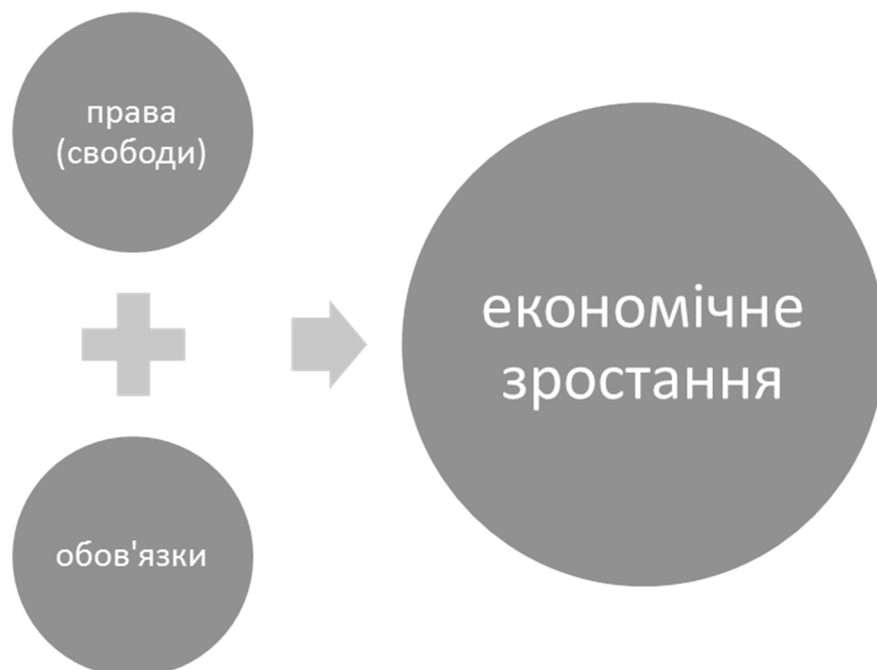 права
(свободи)
обов'язки
економічне
зростання